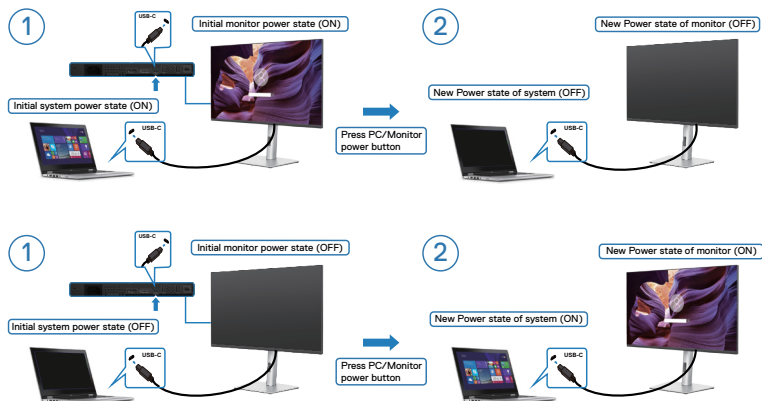 1
USB-C
Initial monitor power state (ON)
Initial system power state (ON)
USB-C
Press PC/Monitor
power button
2
New Power state of monitor (OFF)
New Power state of system (OFF)
USB-C
1
USB-C
Initial monitor power state (OFF)
Initial system power state (OFF)
USB-C
Press PC/Monitor
power button
2
New Power state of monitor (ON)
New Power state of system (ON)
USB-C